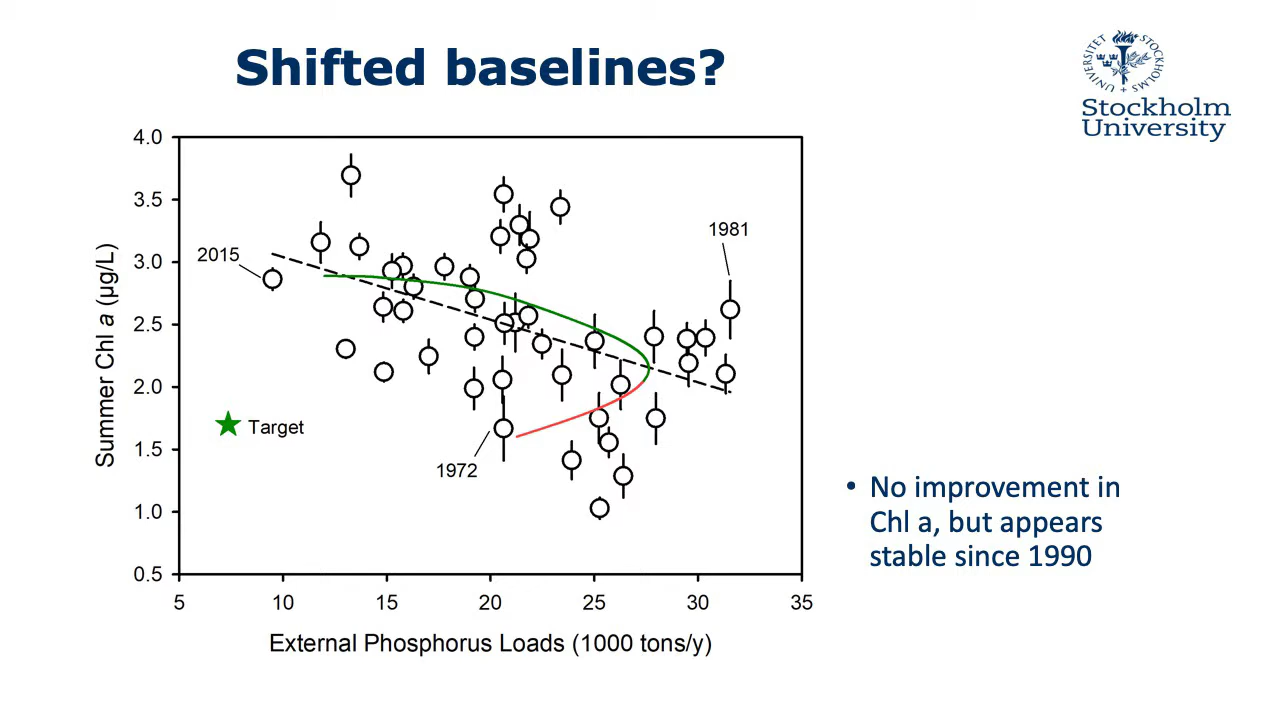 Shifted baselines?
UNIVERSITET STOCKHOLMS
Stockholm
University
4.0
3.5
3.0
2.5
2.0
1.5
1.0
0.5
Summer Chl a (µg/L)
2015
1981
1972
Target
5 10 15 20 25 30 35
External Phosphorus Loads (1000 tons/y)
• No improvement in
Chl a, but appears
stable since 1990